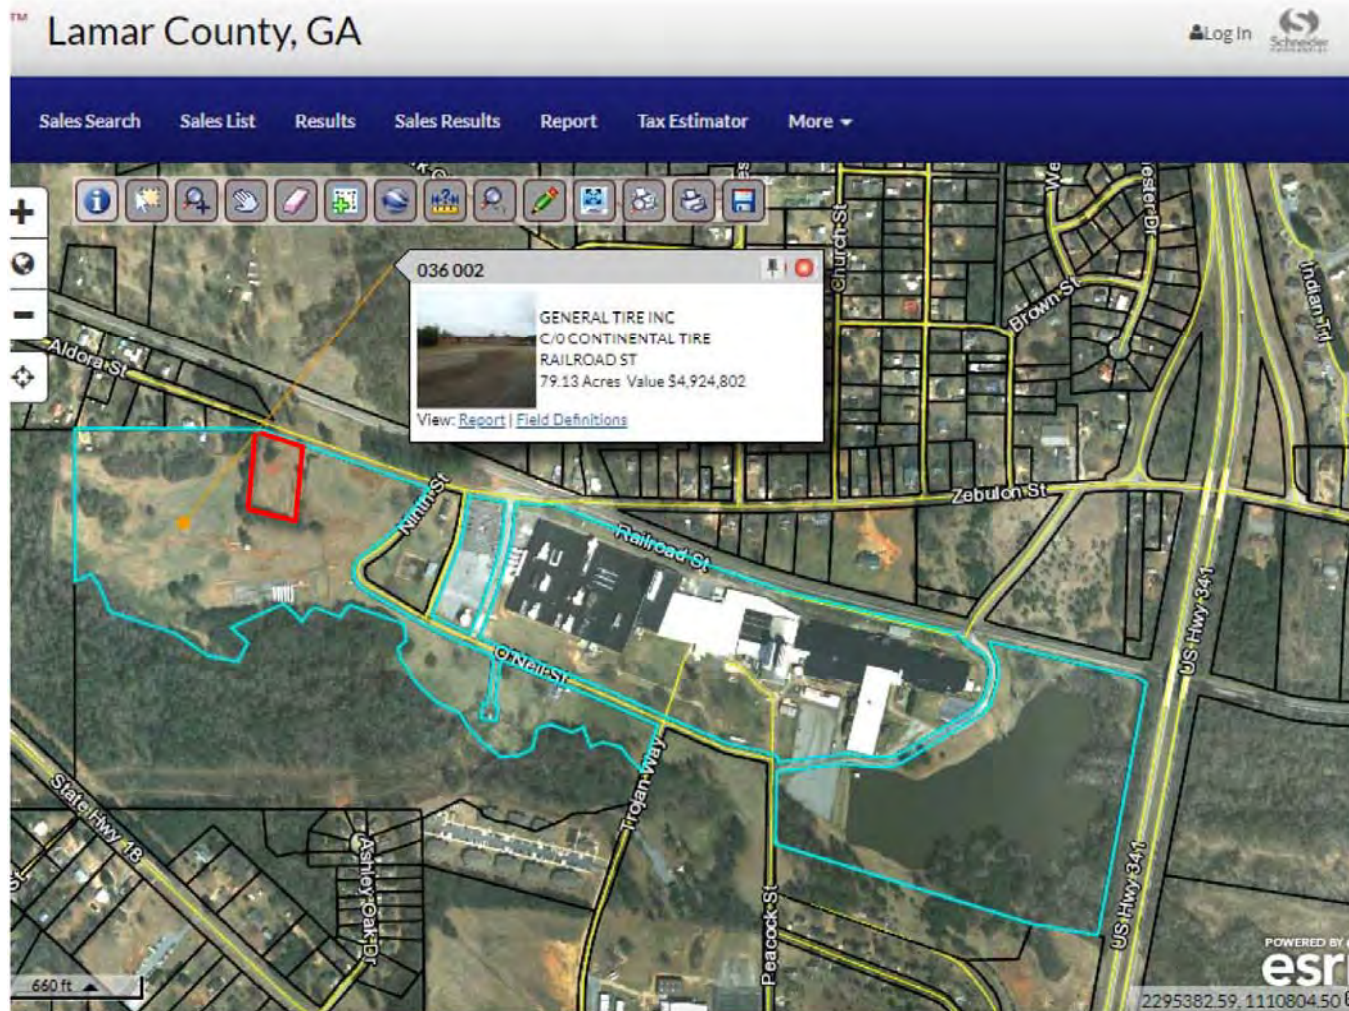 TM
Lamar County, GA
Log In
Schneider
Sales Search Sales List Results Sales Results Report Tax Estimator More
036 002
GENERAL TIRE INC
C/0 CONTINENTAL TIRE
RAILROAD ST
79.13 Acres Value $4,924,802
View: Report | Field Definitions
Church St
Brown St
Indian Trl
Aldora St
Ninth St
Zebulon St
Railroad St
US Hwy 341
O'Neil St
Trojan Way
State Hwy 18
Ashley Oak Dr
Peacock St
US Hwy 341
660 ft
POWERED BY
esri
2295382.59, 1110804.50